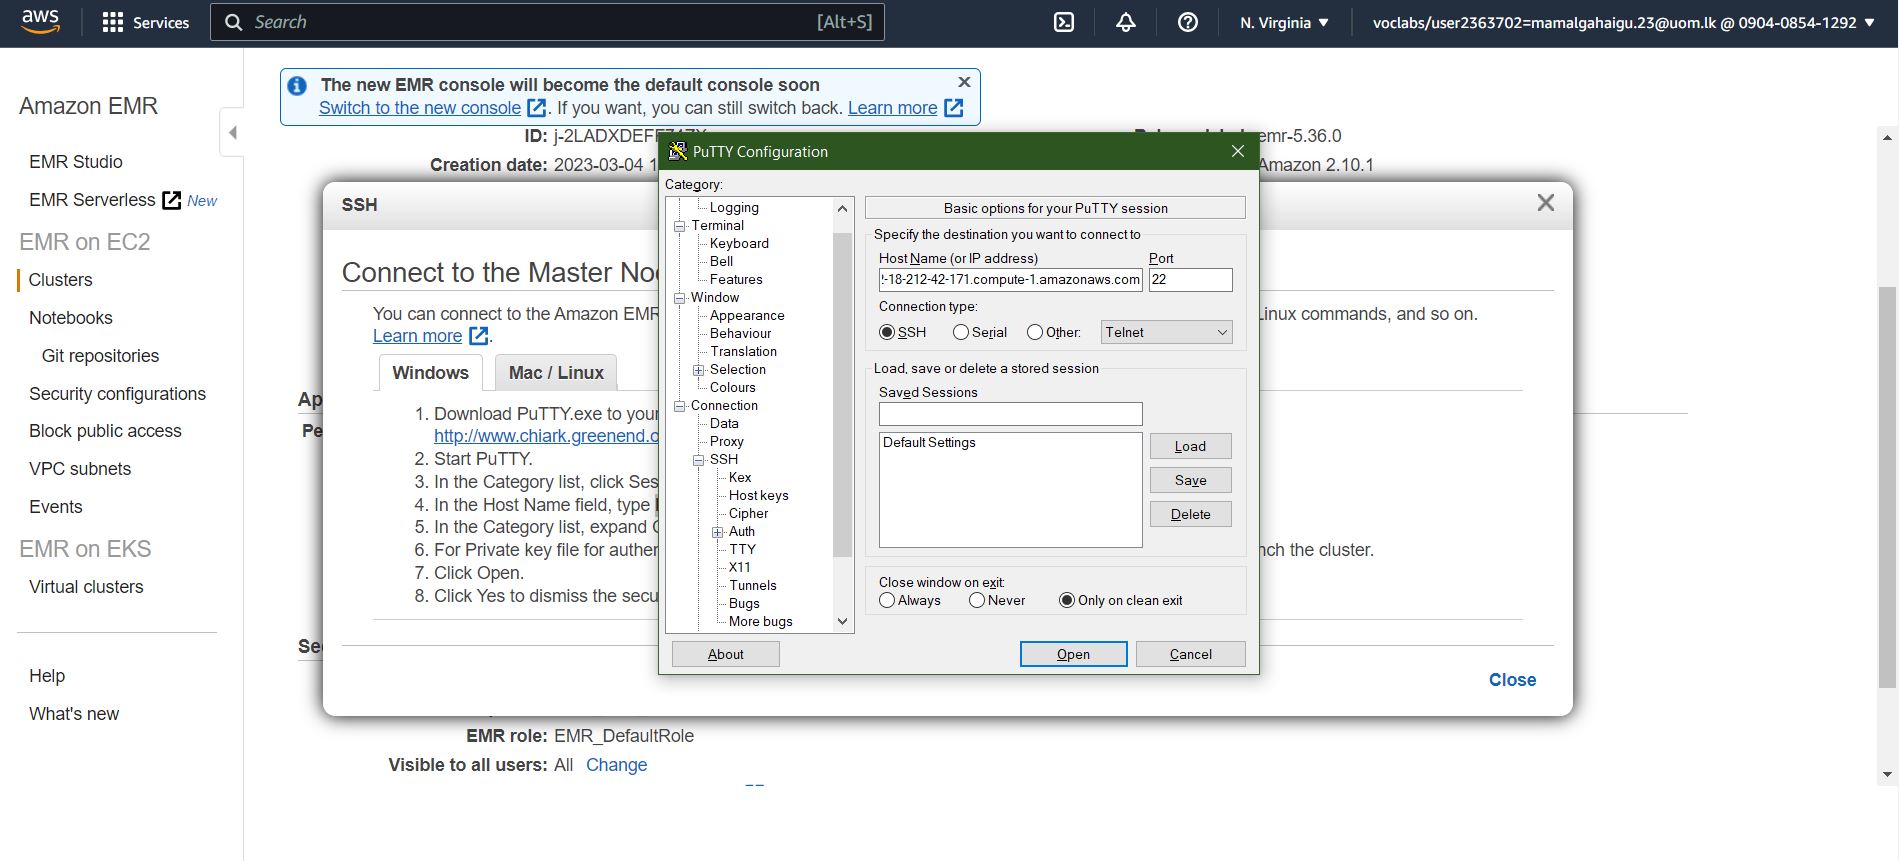 aws
Services
Search
[Alt+S]
N. Virginia
voclabs/user2363702=mamalgahaigu.23@uom.lk @ 0904-0854-1292
Amazon EMR
EMR Studio
EMR Serverless New
EMR on EC2
Clusters
Notebooks
Git repositories
Security configurations
Block public access
VPC subnets
Events
EMR on EKS
Virtual clusters
Help
What's new
The new EMR console will become the default console soon
Switch to the new console. If you want, you can still switch back. Learn more
ID:
emr-5.36.0
Creation date: 2023-03-04 1
Amazon 2.10.1
SSH
Connect to the Master No
You can connect to the Amazon EMR
Linux commands, and so on.
Learn more.
Windows
Mac / Linux
Ap
Pe
1. Download PuTTY.exe to your
http://www.chiark.greenend.o
2. Start PuTTY.
3. In the Category list, click Ses
4. In the Host Name field, type
5. In the Category list, expand
6. For Private key file for auther
nch the cluster.
7. Click Open.
8. Click Yes to dismiss the secu
Se
Close
EMR role: EMR_DefaultRole
Visible to all users: All Change
PuTTY Configuration
Category:
Logging
Terminal
Keyboard
Bell
Features
Window
Appearance
Behaviour
Translation
Selection
Colours
Connection
Data
Proxy
SSH
Kex
Host keys
Cipher
Auth
TTY
X11
Tunnels
Bugs
More bugs
Basic options for your PuTTY session
Specify the destination you want to connect to
Host Name (or IP address)
Port
-18-212-42-171.compute-1.amazonaws.com
22
Connection type:
SSH
Serial
Other:
Telnet
Load, save or delete a stored session
Saved Sessions
Default Settings
Load
Save
Delete
Close window on exit:
Always
Never
Only on clean exit
About
Open
Cancel